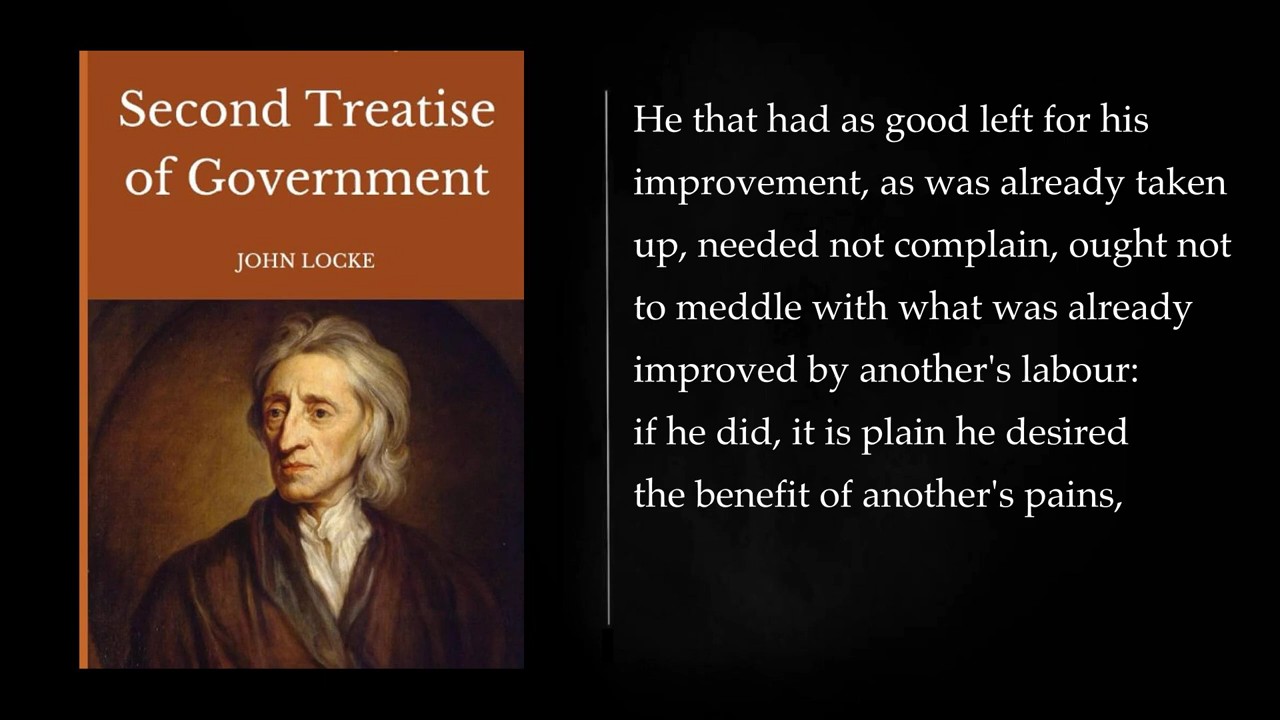 Second Treatise
of Government
JOHN LOCKE
He that had as good left for his
improvement, as was already taken
up, needed not complain, ought not
to meddle with what was already
improved by another's labour:
if he did, it is plain he desired
the benefit of another's pains,